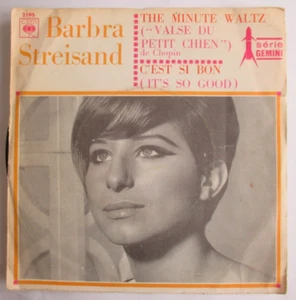 CBS
Barbra
Streisand
THE MINUTE WALTZ
("VALSE DU
PETIT CHIEN")
de Chopin
C'EST SI BON
(IT'S SO GOOD)
série
GEMINI